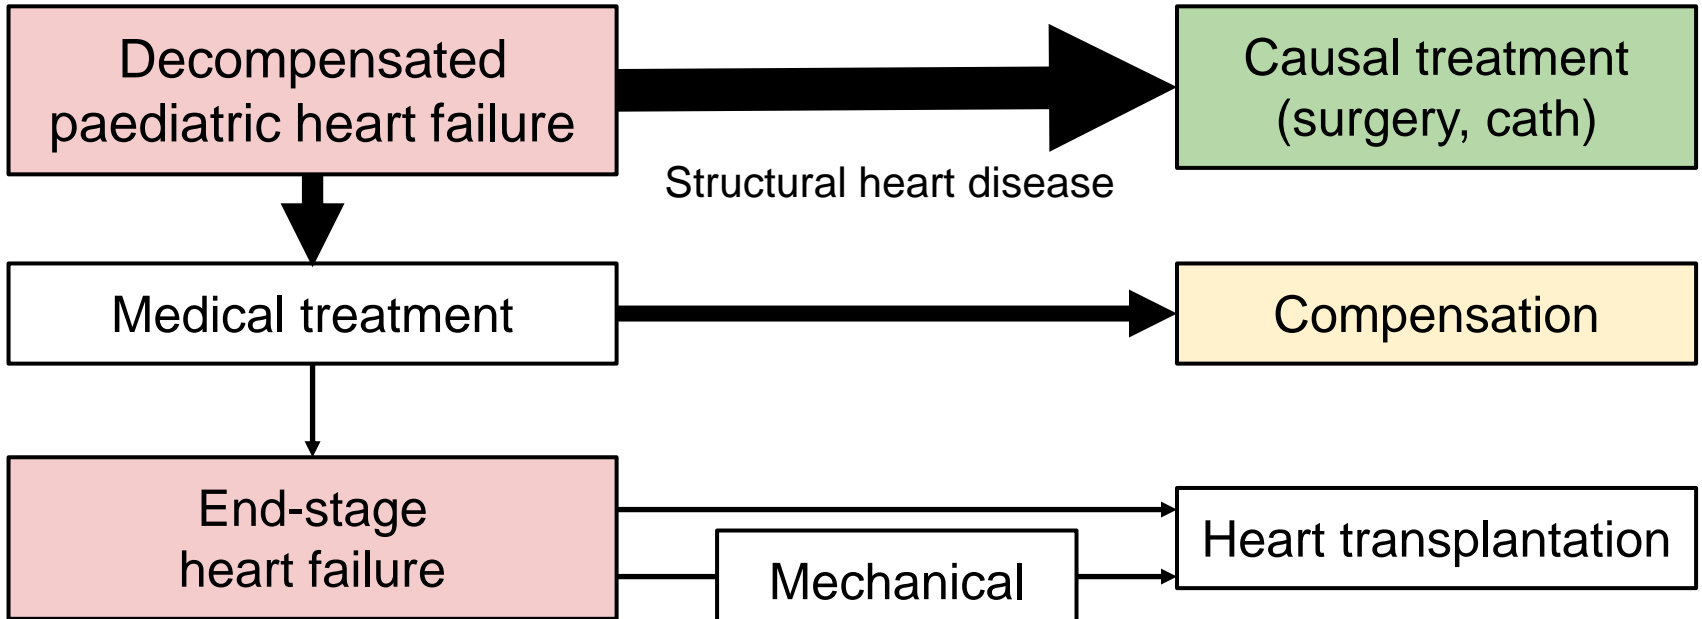 Decompensated
paediatric heart failure
Causal treatment
(surgery, cath)
Structural heart disease
Medical treatment
Compensation
End-stage
heart failure
Heart transplantation
Mechanical